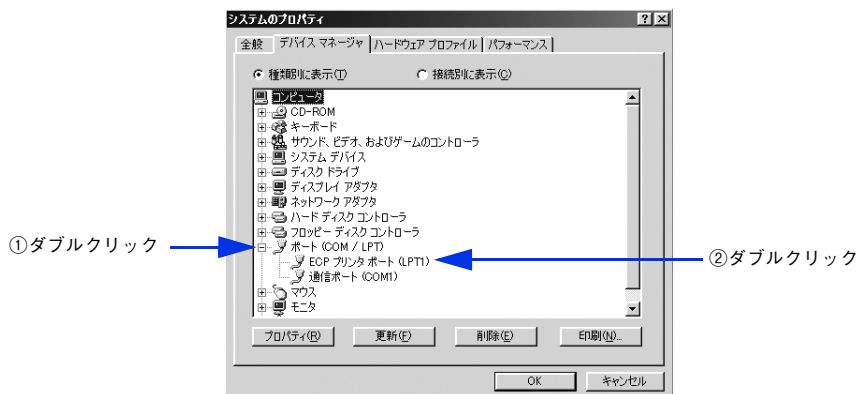 システムのプロパティ
全般 デバイス マネージャ ハードウェア プロファイル パフォーマンス
種類別に表示(T) 接続別に表示(C)
コンピュータ
CD-ROM
キーボード
サウンド、ビデオ、およびゲームのコントローラ
システム デバイス
ディスク ドライブ
ディスプレイ アダプタ
ネットワーク アダプタ
ハード ディスク コントローラ
フロッピー ディスク コントローラ
①ダブルクリック
ポート (COM / LPT)
ECP プリンタ ポート (LPT1)
②ダブルクリック
通信ポート (COM1)
マウス
モニタ
プロパティ(R) 更新(F) 削除(E) 印刷(N)...
OK キャンセル